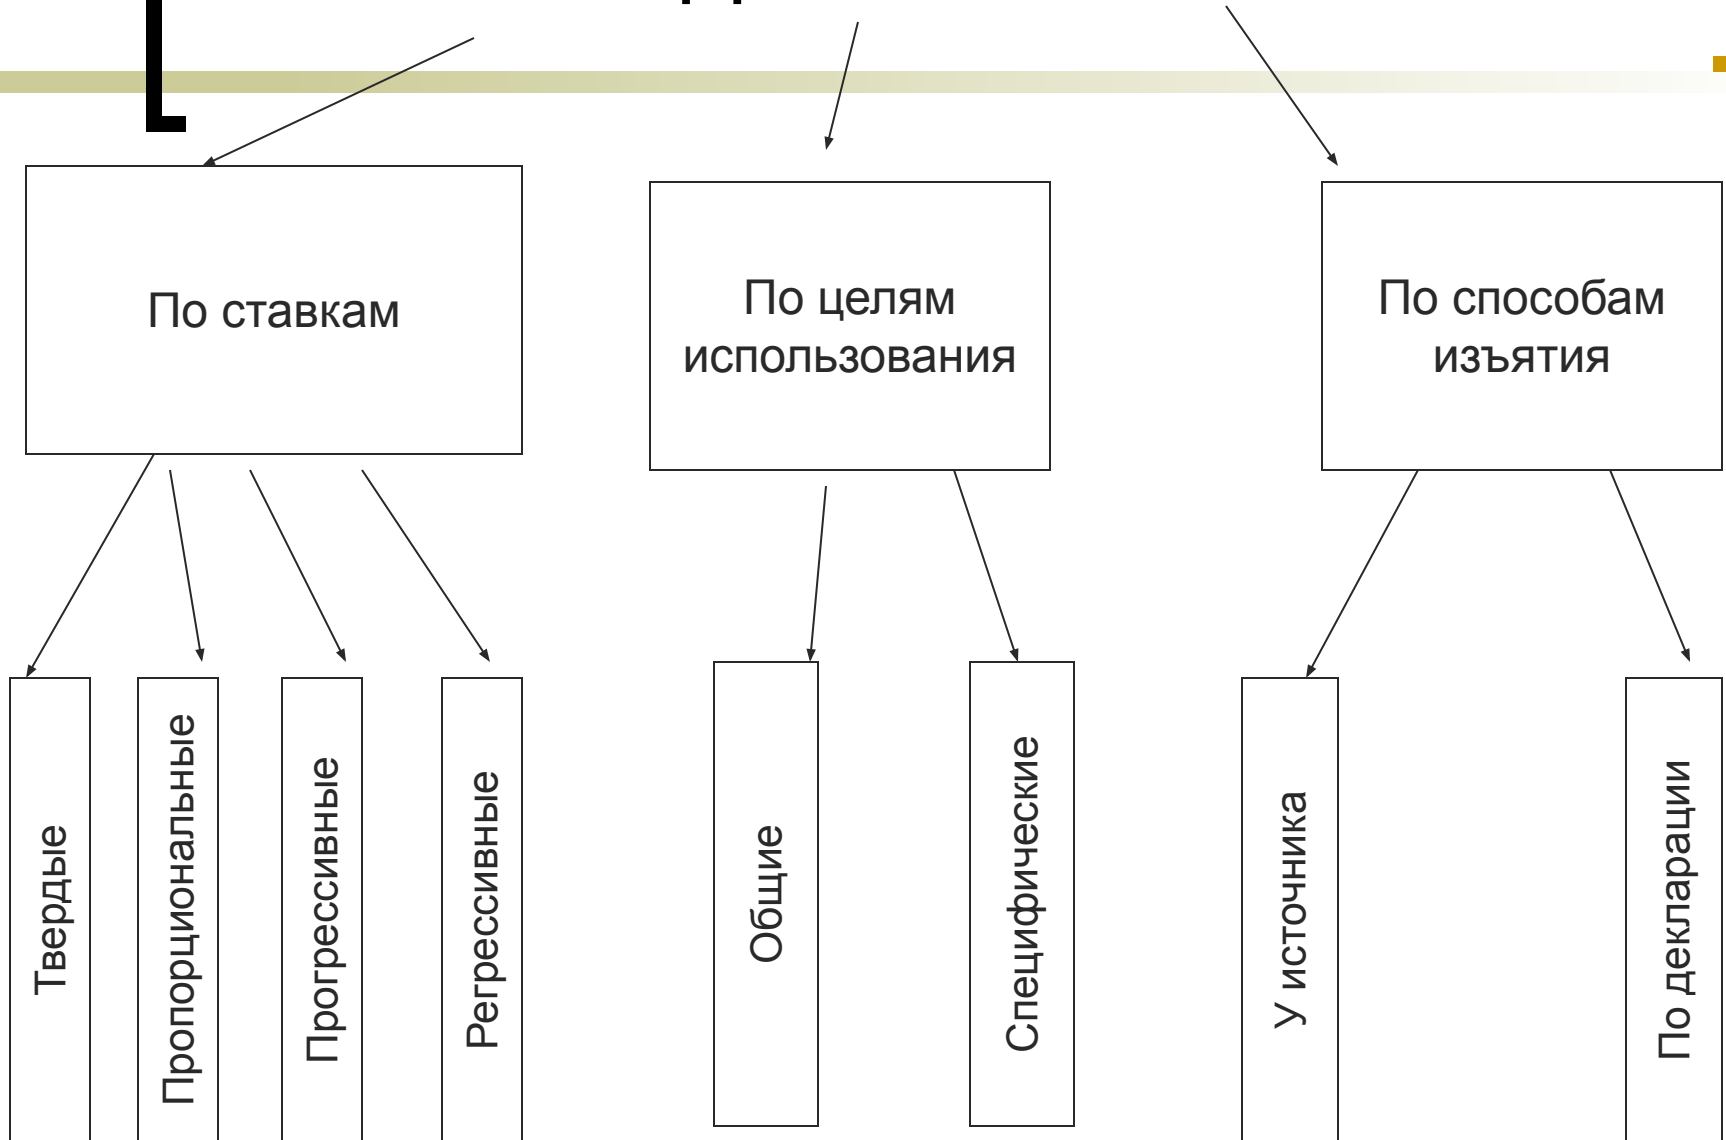 По ставкам
По целям
использования
По способам
изъятия
Твердые
Пропорциональные
Прогрессивные
Регрессивные
Общие
Специфические
У источника
По декларации